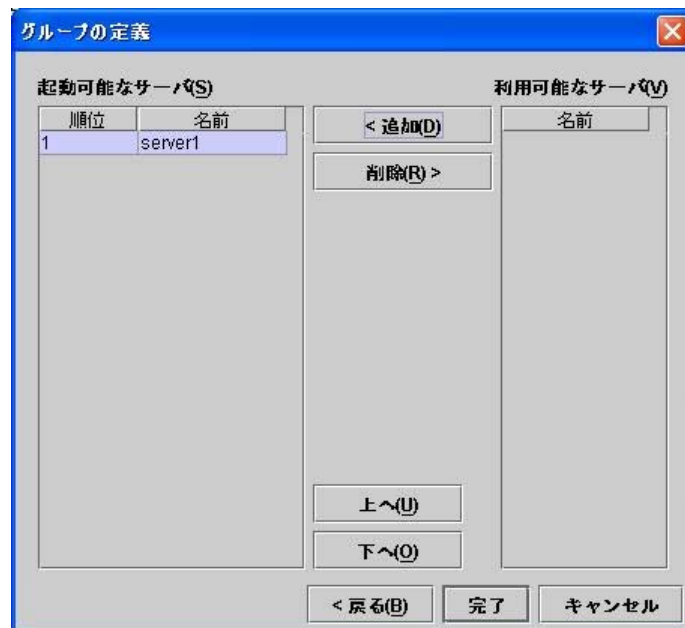 グループの定義
起動可能なサーバ(S) 利用可能なサーバ(V)
順位 名前 < 追加(D) 名前
1 server1
削除(R) >
上へ(U)
下へ(O)
< 戻る(B) 完了 キャンセル